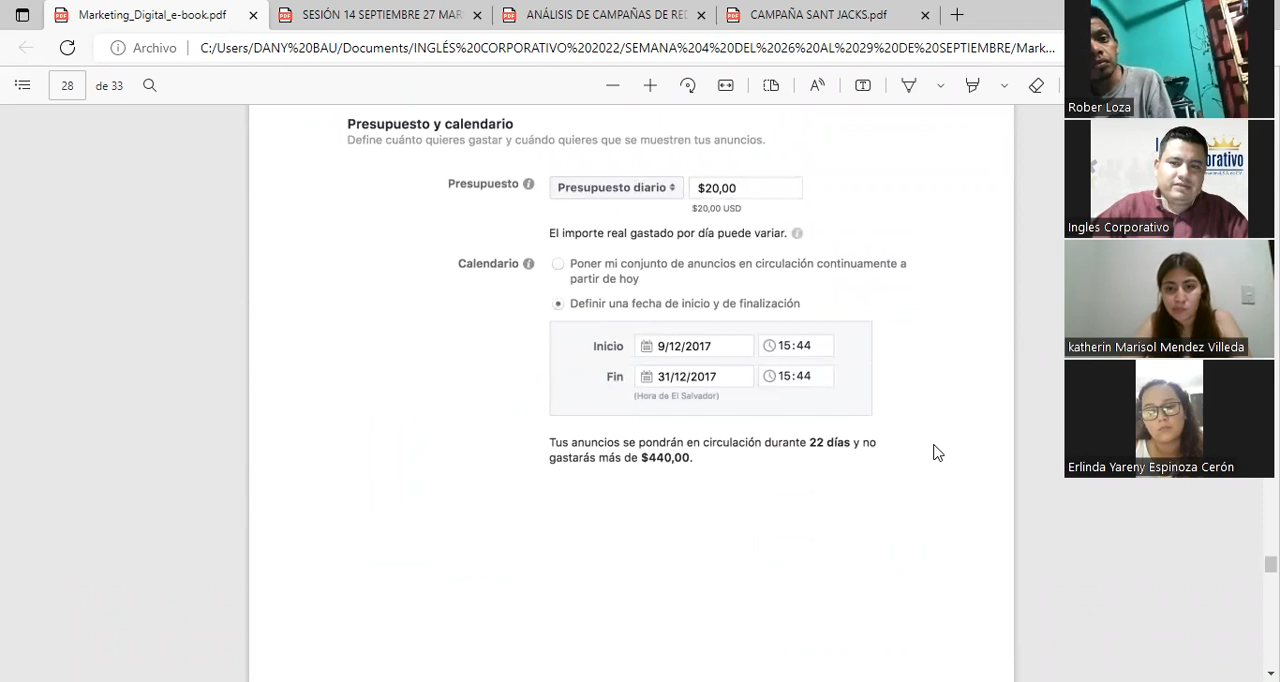 Marketing_Digital_e-book.pdf
SESIÓN 14 SEPTIEMBRE 27 MAR
ANÁLISIS DE CAMPAÑAS DE RE
CAMPAÑA SANT JACKS.pdf
Archivo
C:/Users/DANY%20BAU/Documents/INGLÉS%20CORPORATIVO%202022/SEMANA%204%20DEL%2026%20AL%2029%20DE%20SEPTIEMBRE/Mark...
28 de 33
Presupuesto y calendario
Define cuánto quieres gastar y cuándo quieres que se muestren tus anuncios.
Presupuesto
Presupuesto diario
$20,00
$20,00 USD
El importe real gastado por día puede variar.
Calendario
Poner mi conjunto de anuncios en circulación continuamente a
partir de hoy
Definir una fecha de inicio y de finalización
Inicio 9/12/2017 15:44
Fin 31/12/2017 15:44
(Hora de El Salvador)
Tus anuncios se pondrán en circulación durante 22 días y no
gastarás más de $440,00.
Rober Loza
Ingles Corporativo
katherin Marisol Mendez Villeda
Erlinda Yareny Espinoza Cerón